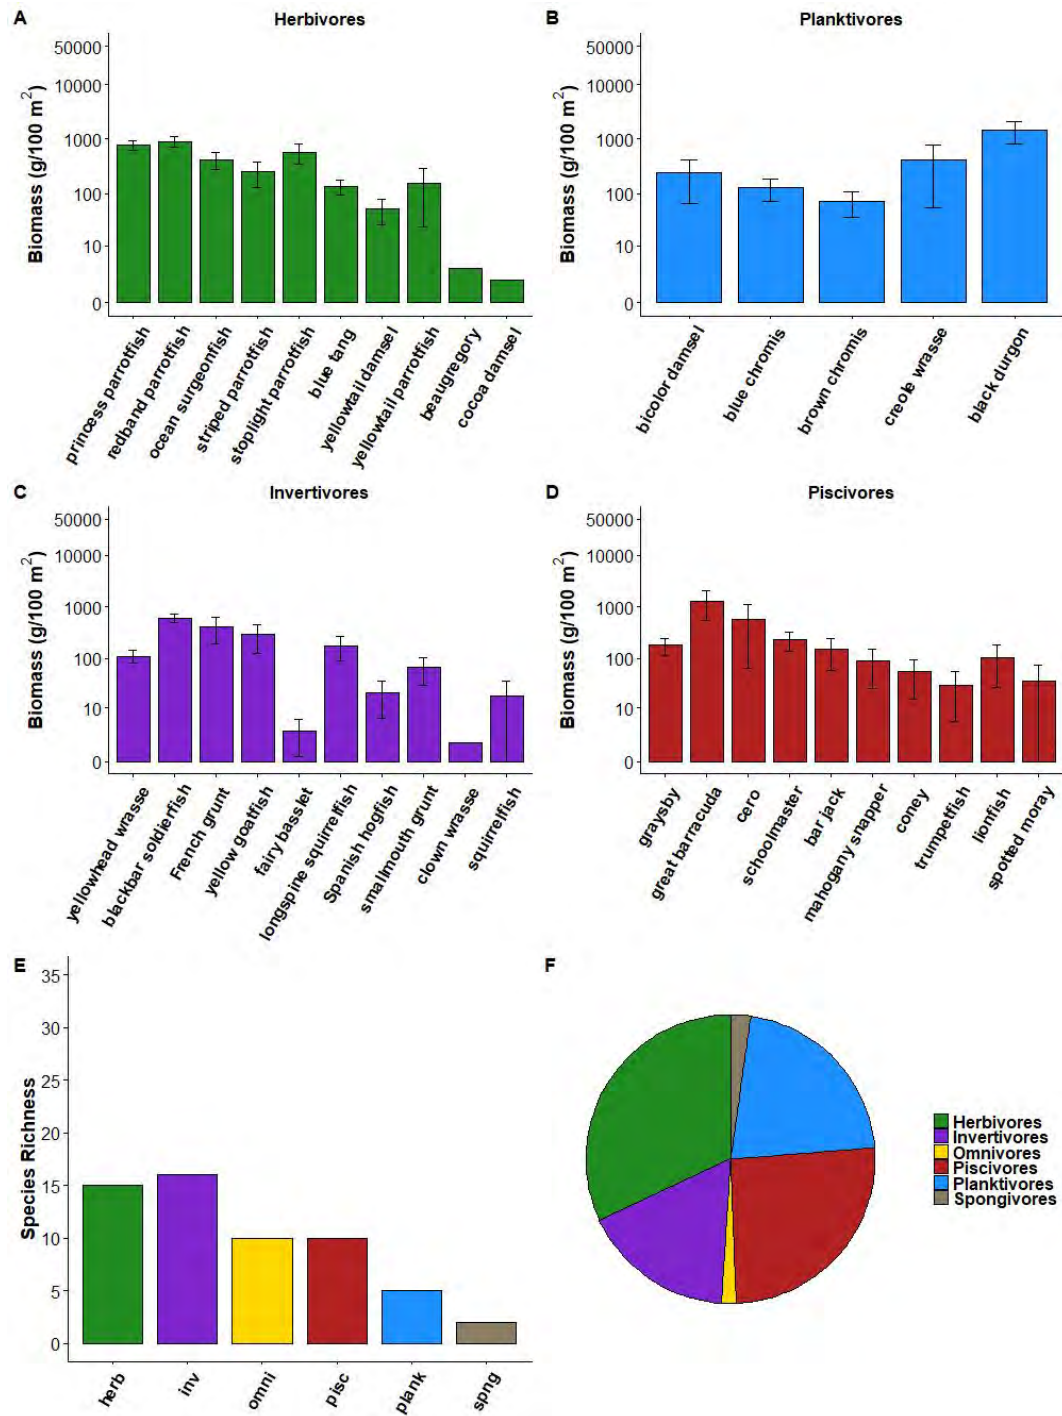 A
Herbivores
Biomass (g/100 m²)
50000
10000
1000
100
10
0
princess parrotfish
redband parrotfish
ocean surgeonfish
striped parrotfish
stoplight parrotfish
blue tang
yellowtail damsel
yellowtail parrotfish
beaugregory
cocoa damsel
B
Planktivores
Biomass (g/100 m²)
50000
10000
1000
100
10
0
bicolor damsel
blue chromis
brown chromis
creole wrasse
black durgon
C
Invertivores
Biomass (g/100 m²)
50000
10000
1000
100
10
0
yellowhead wrasse
blackbar soldierfish
French grunt
yellow goatfish
fairy basslet
longspine squirrelfish
Spanish hogfish
smallmouth grunt
clown wrasse
squirrelfish
D
Piscivores
Biomass (g/100 m²)
50000
10000
1000
100
10
0
graysby
great barracuda
cero
schoolmaster
bar jack
mahogany snapper
coney
trumpetfish
lionfish
spotted moray
E
Species Richness
35
30
25
20
15
10
5
0
herb
inv
omni
pisc
plank
spng
F
Herbivores
Invertivores
Omnivores
Piscivores
Planktivores
Spongivores